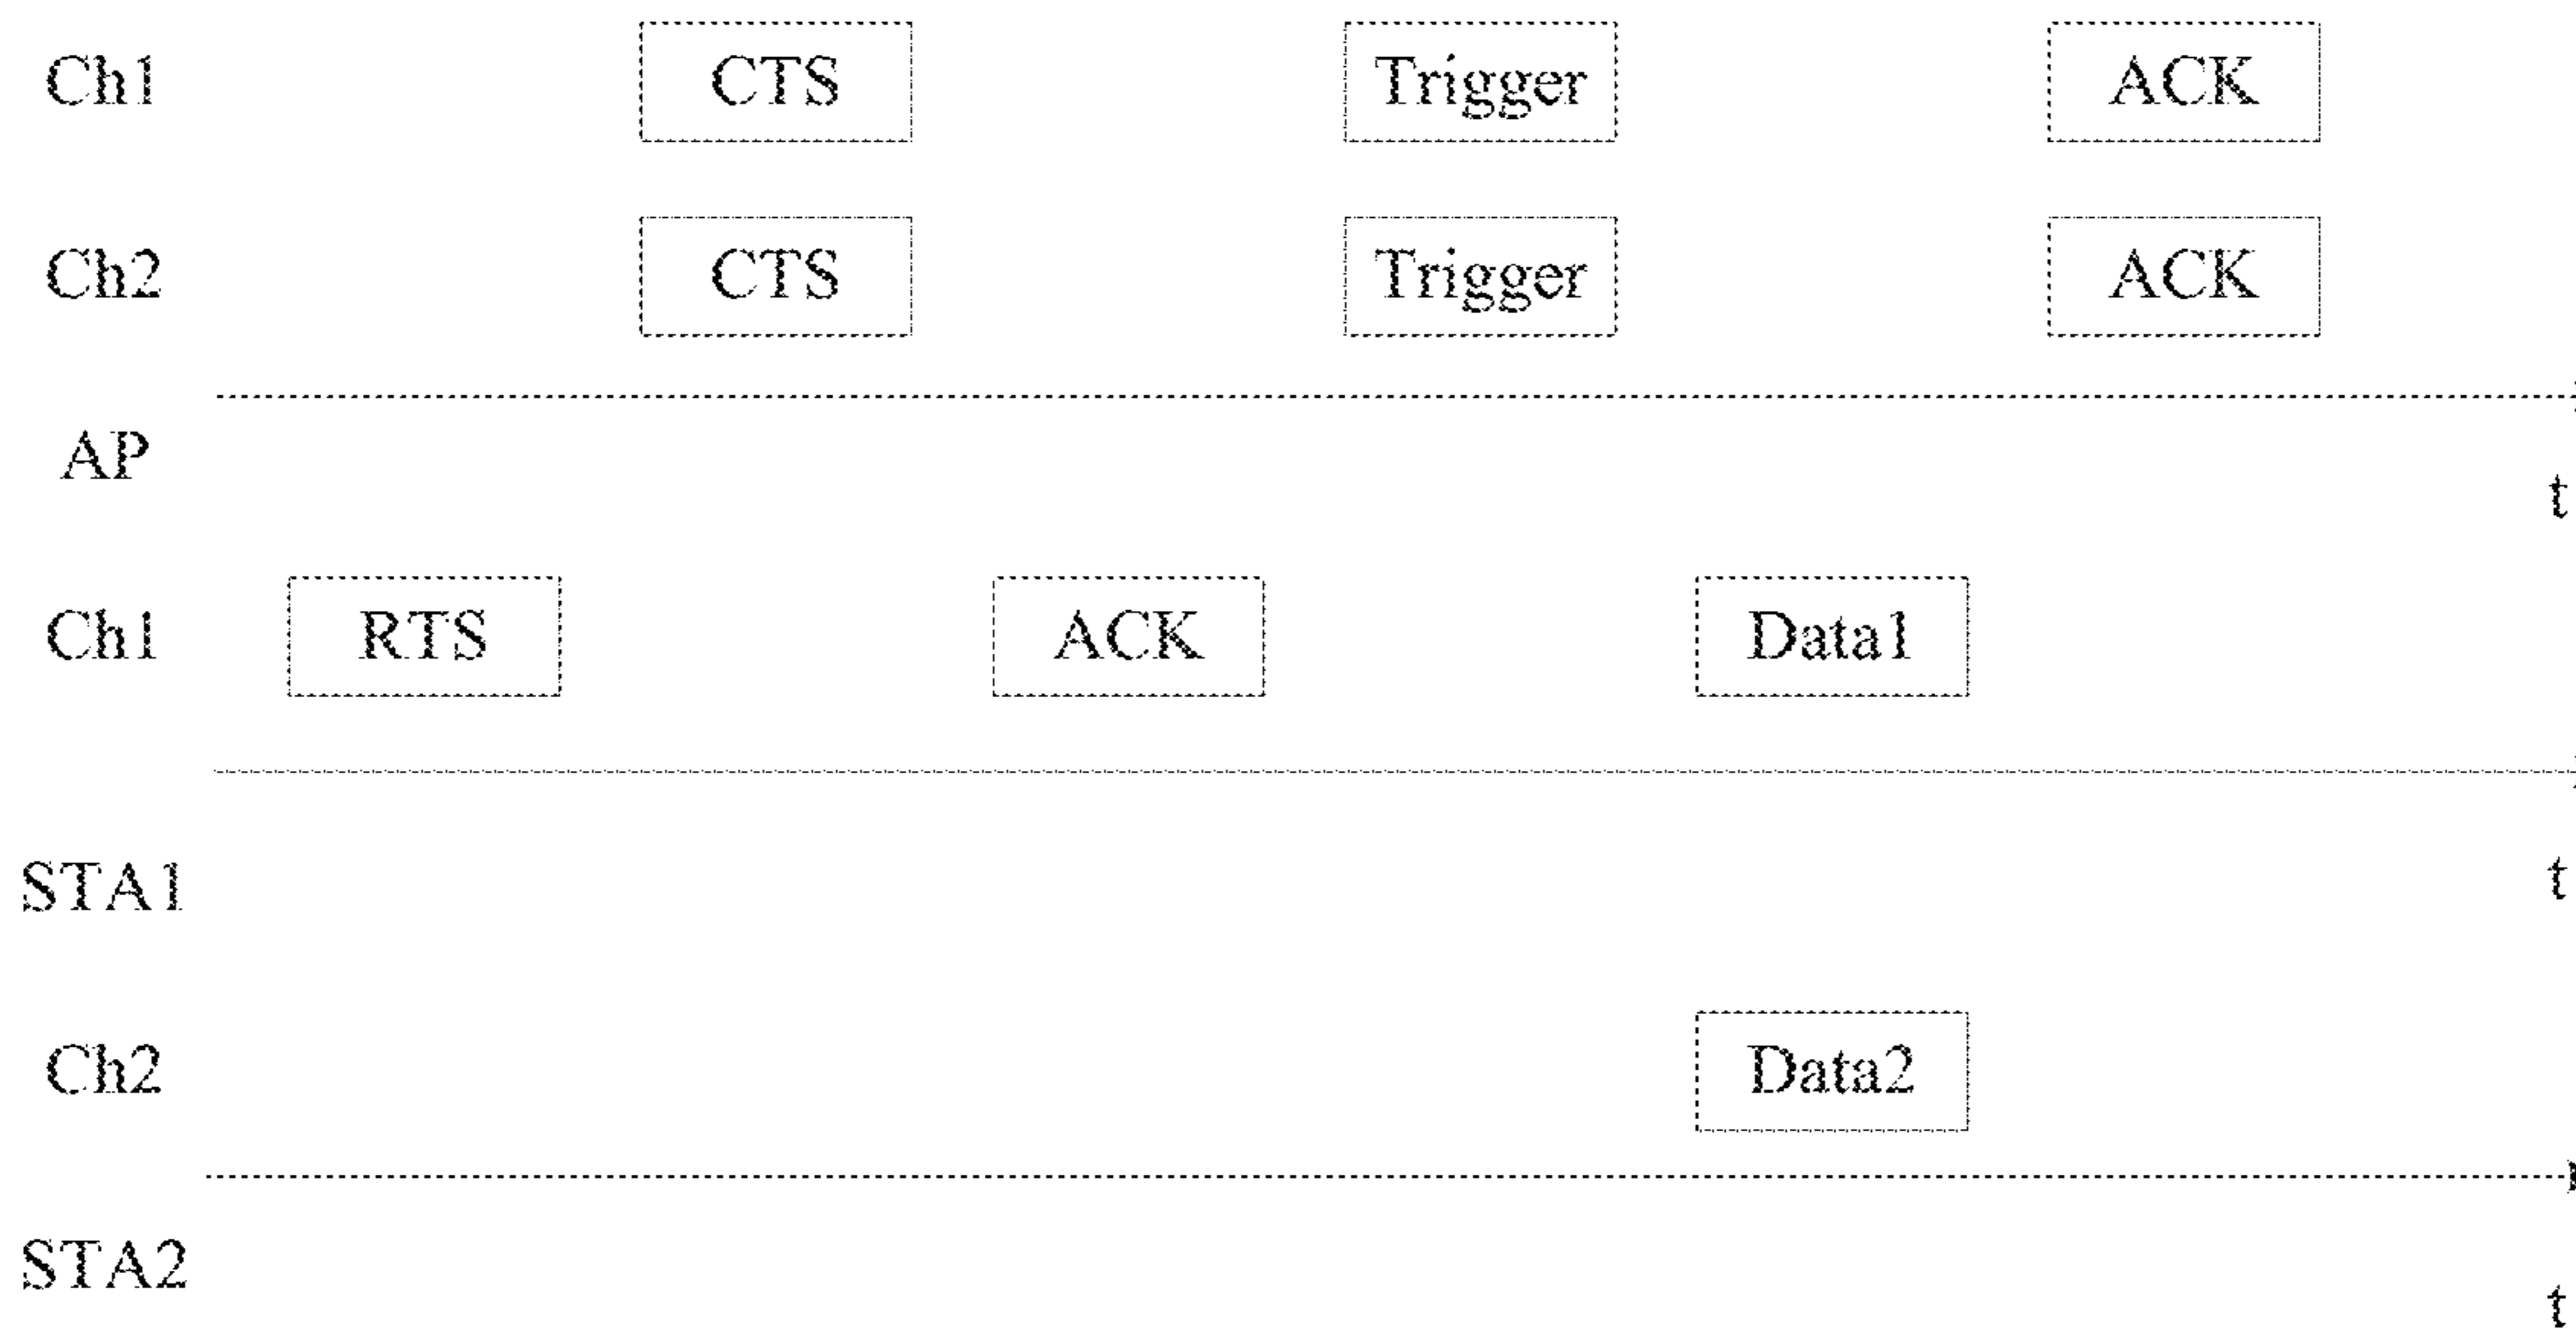 Ch1 CTS Trigger ACK
Ch2 CTS Trigger ACK
AP
t
Ch1 RTS ACK Data1
STA1 t
Ch2 Data2
STA2
t